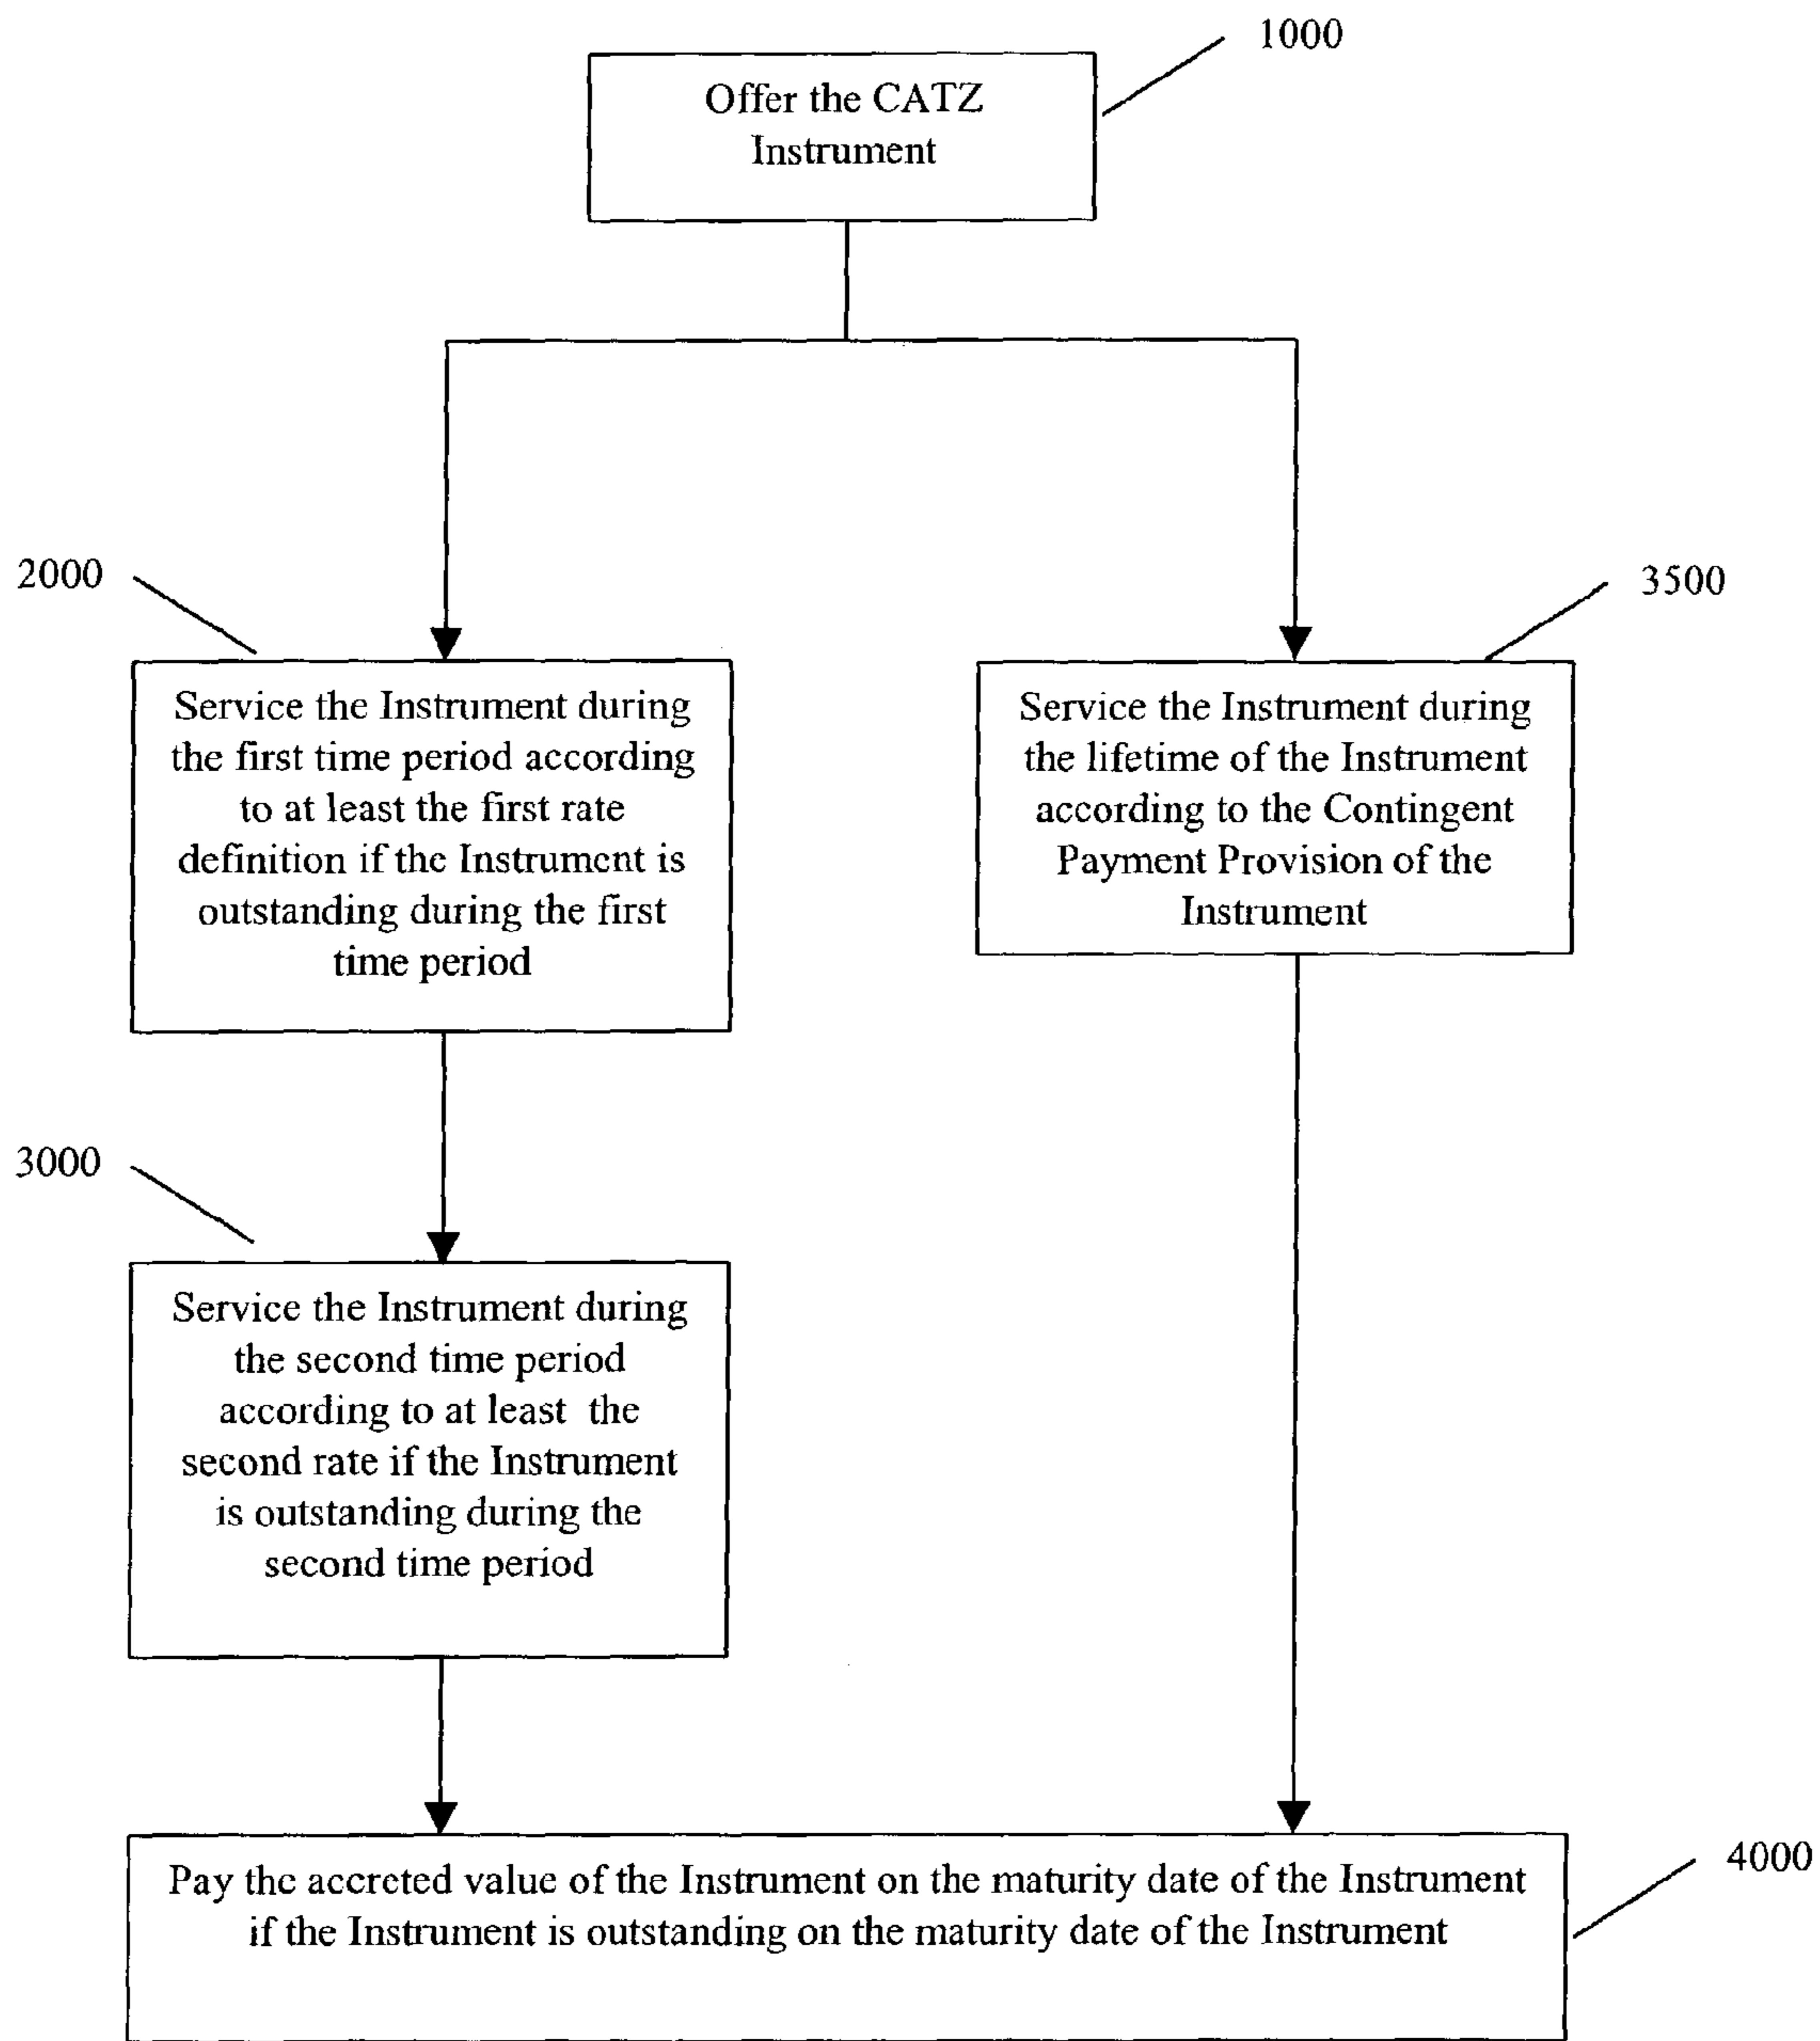 1000
Offer the CATZ
Instrument
2000
3500
Service the Instrument during
the first time period according
to at least the first rate
definition if the Instrument is
outstanding during the first
time period
Service the Instrument during
the lifetime of the Instrument
according to the Contingent
Payment Provision of the
Instrument
3000
Service the Instrument during
the second time period
according to at least the
second rate if the Instrument
is outstanding during the
second time period
4000
Pay the accreted value of the Instrument on the maturity date of the Instrument
if the Instrument is outstanding on the maturity date of the Instrument